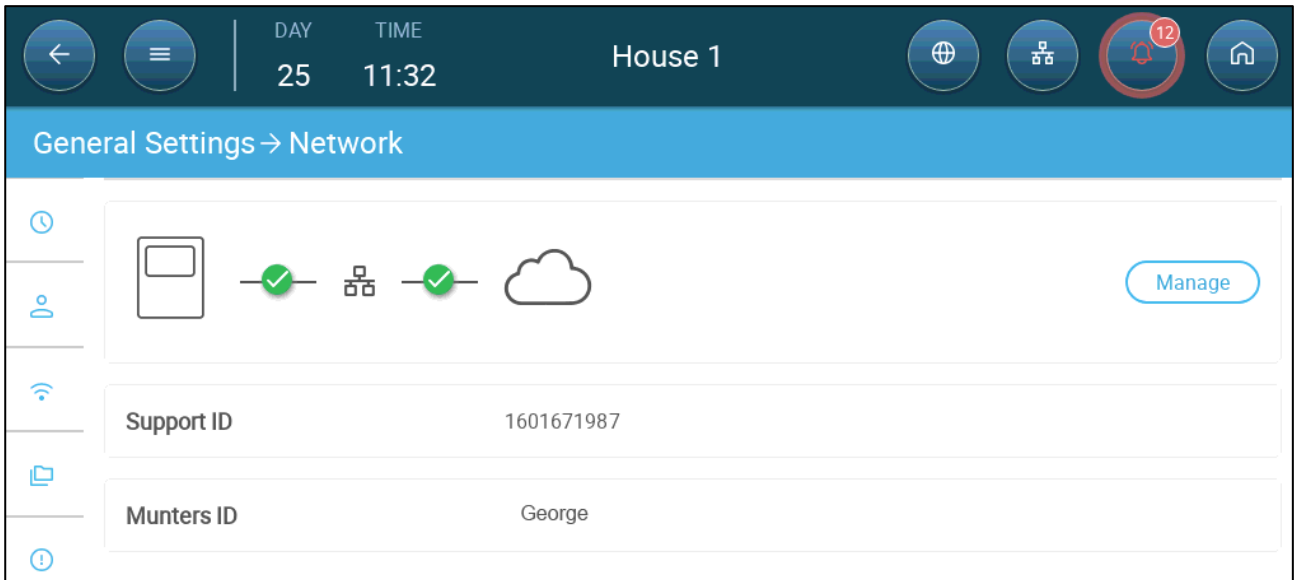 DAY TIME
25 11:32
House 1
12
General Settings → Network
Manage
Support ID 1601671987
Munters ID George